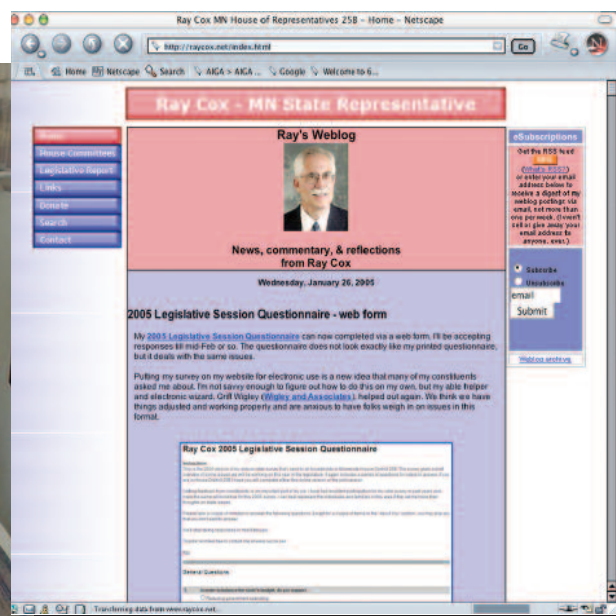 Ray Cox MN House of Representatives 25B - Home - Netscape
http://raycox.net/index.html
Go
Home
Netscape
Search
AIGA > AIGA ...
Google
Welcome to 6...
Ray Cox - MN State Representative
Home
House Committees
Legislative Report
Links
Donate
Search
Contact
Ray's Weblog
News, commentary, & reflections
from Ray Cox
eSubscriptions
Get the RSS feed
(What's RSS?)
or enter your email
address below to
receive a digest of my
weblog postings via
email, not more than
one per week. (I won't
sell or give away your
email address to
anyone, ever.)
Subscribe
Unsubscribe
email
Submit
Weblog archive
Wednesday, January 26, 2005
2005 Legislative Session Questionnaire - web form
My 2005 Legislative Session Questionnaire can now completed via a web form. I'll be accepting
responses till mid-Feb or so. The questionnaire does not look exactly like my printed questionnaire,
but it deals with the same issues.
Putting my survey on my website for electronic use is a new idea that many of my constituents
asked me about. I'm not savvy enough to figure out how to do this on my own, but my able helper
and electronic wizard, Griff Wigley (Wigley and Associates), helped out again. We think we have
things adjusted and working properly and are anxious to have folks weigh in on issues in this
format.
Ray Cox 2005 Legislative Session Questionnaire
General Questions
Transferring data from www.raycox.net...